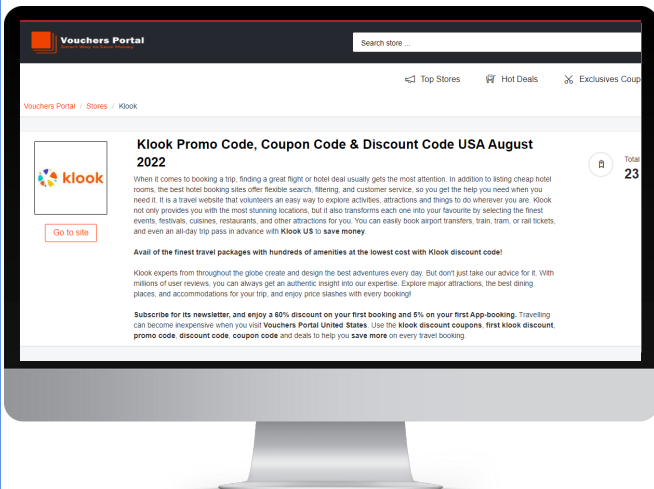 Vouchers Portal
Smart Way to Save Money
Search store ...
Top Stores
Hot Deals
Exclusives Coup
Vouchers Portal / Stores / Klook
klook
Go to site
Klook Promo Code, Coupon Code & Discount Code USA August
2022
Total
23
When it comes to booking a trip, finding a great flight or hotel deal usually gets the most attention. In addition to listing cheap hotel
rooms, the best hotel booking sites offer flexible search, filtering, and customer service, so you get the help you need when you
need it. It is a travel website that volunteers an easy way to explore activities, attractions and things to do wherever you are. Klook
not only provides you with the most stunning locations, but it also transforms each one into your favourite by selecting the finest
events, festivals, cuisines, restaurants, and other attractions for you. You can easily book airport transfers, train, tram, or rail tickets,
and even an all-day trip pass in advance with Klook US to save money.
Avail of the finest travel packages with hundreds of amenities at the lowest cost with Klook discount code!
Klook experts from throughout the globe create and design the best adventures every day. But don't just take our advice for it. With
millions of user reviews, you can always get an authentic insight into our expertise. Explore major attractions, the best dining
places, and accommodations for your trip, and enjoy price slashes with every booking!
Subscribe for its newsletter, and enjoy a 60% discount on your first booking and 5% on your first App-booking. Travelling
can become inexpensive when you visit Vouchers Portal United States. Use the klook discount coupons, first klook discount,
promo code, discount code, coupon code and deals to help you save more on every travel booking.